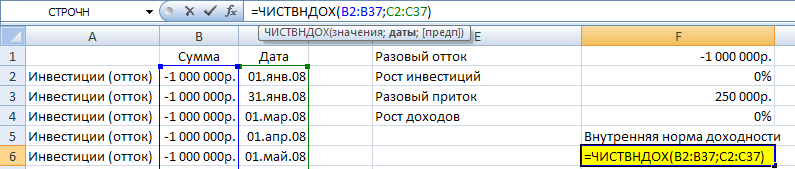 СТРОЧН =ЧИСТВНДОХ(B2:B37;C2:C37)
ЧИСТВНДОХ(значения; даты; [предп])
A B C E F
1 Сумма Дата Разовый отток -1 000 000р.
2 Инвестиции (отток) -1 000 000р. 01.янв.08 Рост инвестиций 0%
3 Инвестиции (отток) -1 000 000р. 31.янв.08 Разовый приток 250 000р.
4 Инвестиции (отток) -1 000 000р. 01.мар.08 Рост доходов 0%
5 Инвестиции (отток) -1 000 000р. 01.апр.08 Внутренняя норма доходности
6 Инвестиции (отток) -1 000 000р. 01.май.08 =ЧИСТВНДОХ(B2:B37;C2:C37)